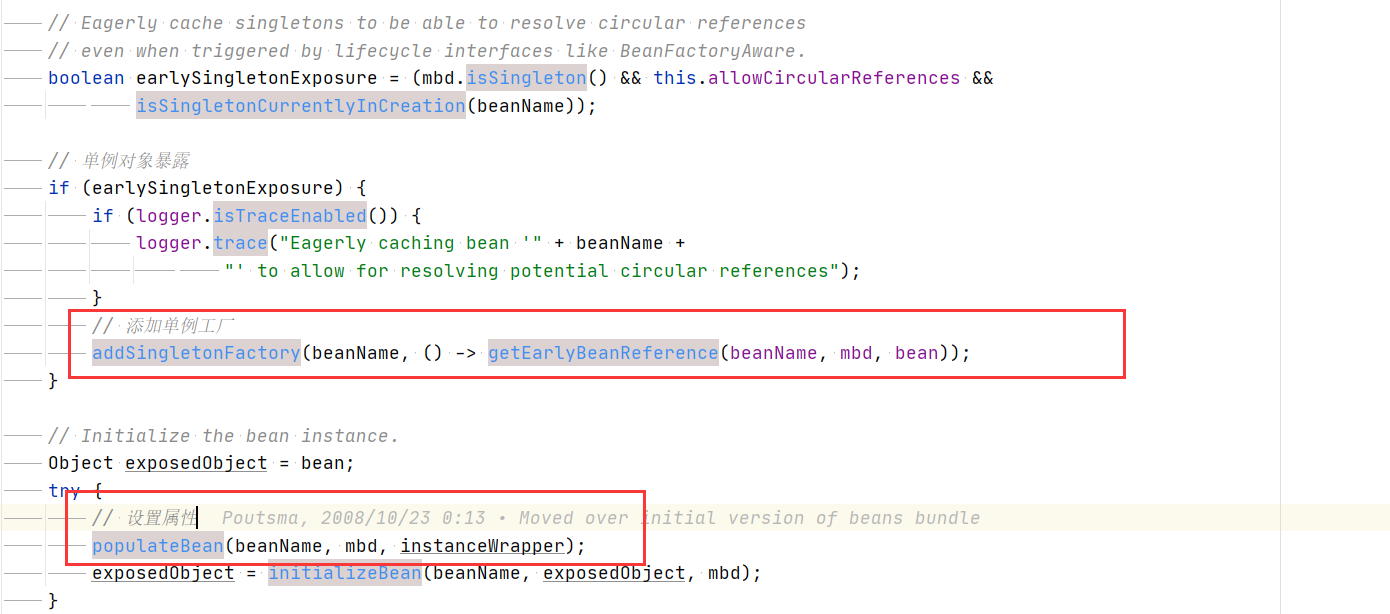 // Eagerly cache singletons to be able to resolve circular references
// even when triggered by lifecycle interfaces like BeanFactoryAware.
boolean earlySingletonExposure = (mbd.isSingleton() && this.allowCircularReferences &&
isSingletonCurrentlyInCreation(beanName));
// 单例对象暴露
if (earlySingletonExposure) {
if (logger.isTraceEnabled()) {
logger.trace("Eagerly caching bean '" + beanName +
"' to allow for resolving potential circular references");
}
// 添加单例工厂
addSingletonFactory(beanName, () -> getEarlyBeanReference(beanName, mbd, bean));
}
// Initialize the bean instance.
Object exposedObject = bean;
try {
// 设置属性 Poutsma, 2008/10/23 0:13 • Moved over initial version of beans bundle
populateBean(beanName, mbd, instanceWrapper);
exposedObject = initializeBean(beanName, exposedObject, mbd);
}